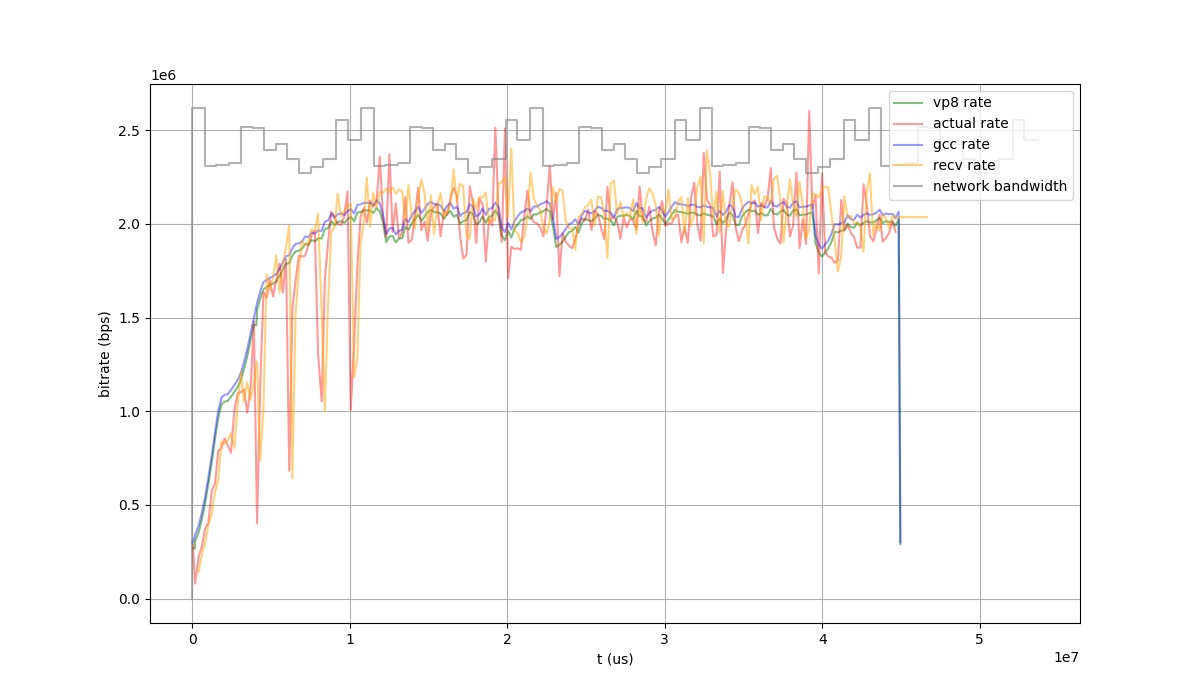 1e6
2.5
2.0
1.5
1.0
0.5
0.0
bitrate (bps)
vp8 rate
actual rate
gcc rate
recv rate
network bandwidth
0
1
2
3
4
5
t (us)
1e7